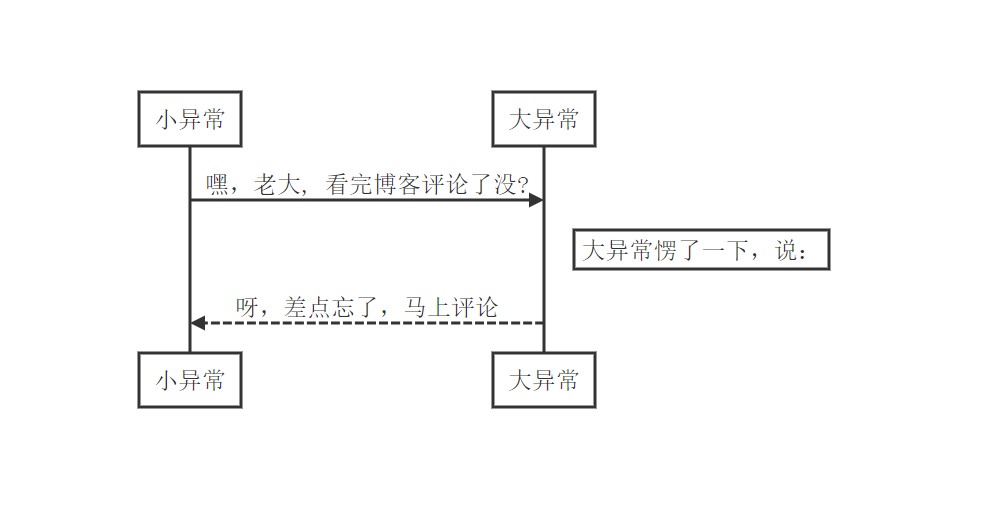 小异常
大异常
嘿，老大, 看完博客评论了没?
大异常愣了一下，说：
呀，差点忘了，马上评论
小异常
大异常